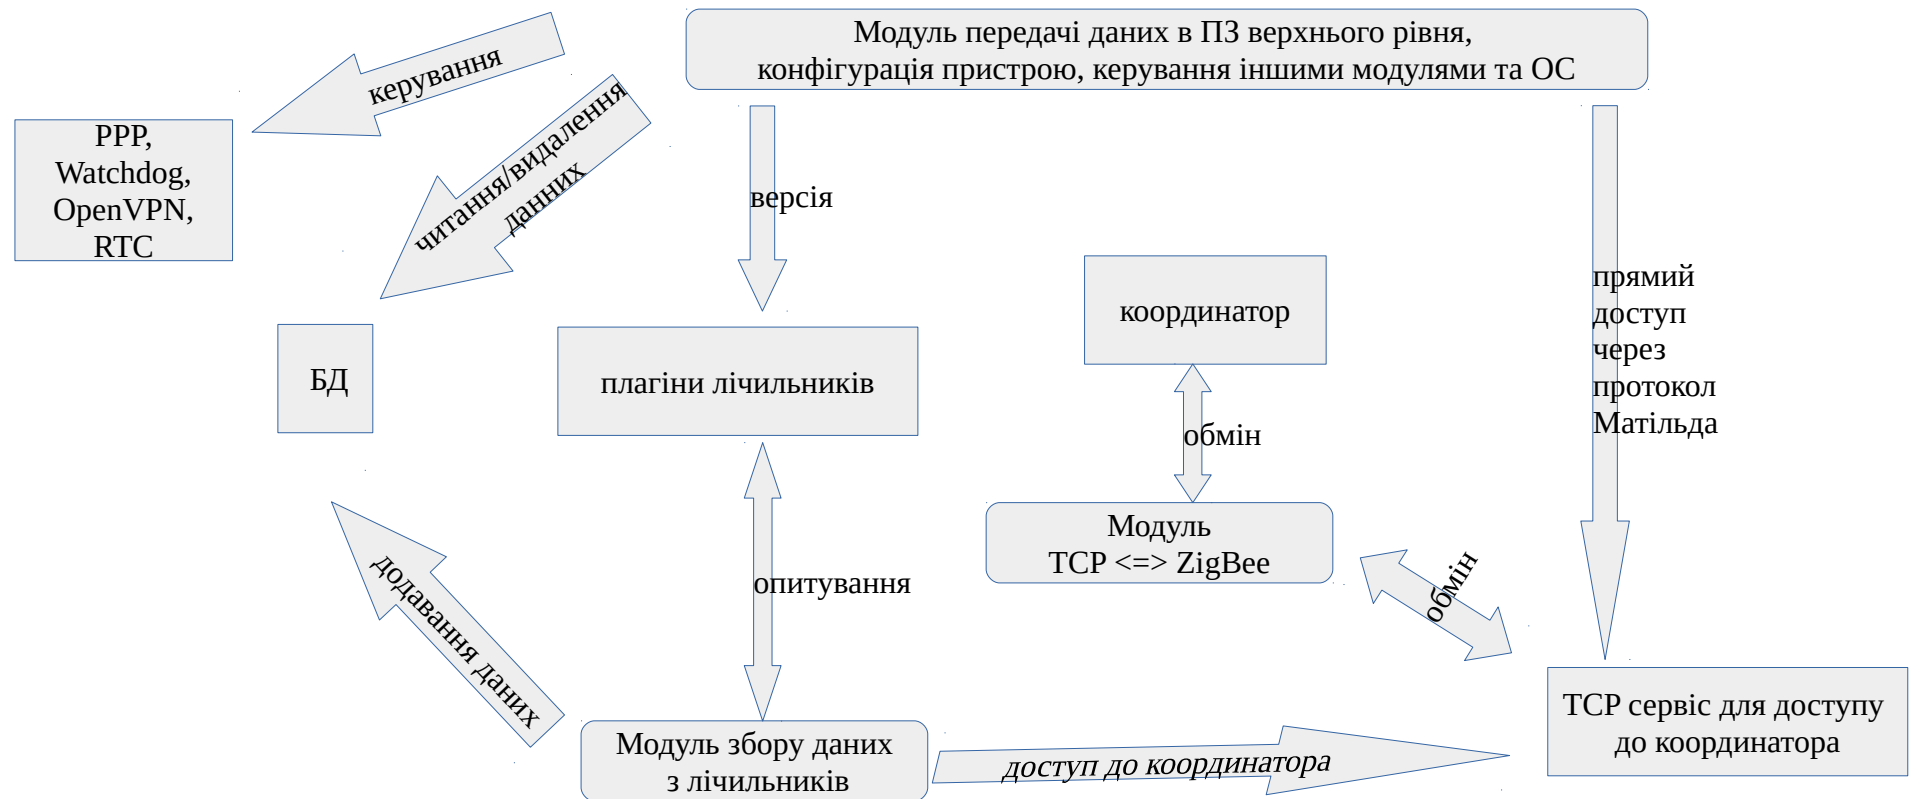 Модуль передачі даних в ПЗ верхнього рівня,
конфігурація пристрою, керування іншими модулями та ОС
керування
PPP,
Watchdog,
OpenVPN,
RTC
читання/видалення
данних
версія
координатор
прямий
доступ
через
протокол
Матільда
БД
плагіни лічильників
обмін
Модуль
TCP <=> ZigBee
обмін
додавання даних
опитування
TCP сервіс для доступу
до координатора
Модуль збору даних
з лічильників
доступ до координатора